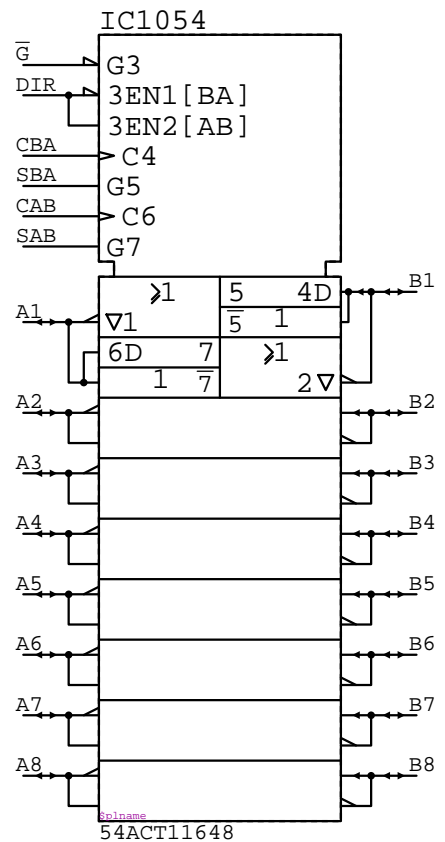 IC1054
G̅
G3
DIR
3EN1[BA]
3EN2[AB]
CBA
C4
SBA
G5
CAB
C6
SAB
G7
≥1 5 4D B1
A1 ▽1 5̅ 1
6D 7 ≥1
1 7̅ 2▽
A2 B2
A3 B3
A4 B4
A5 B5
A6 B6
A7 B7
A8 B8
$plname
54ACT11648